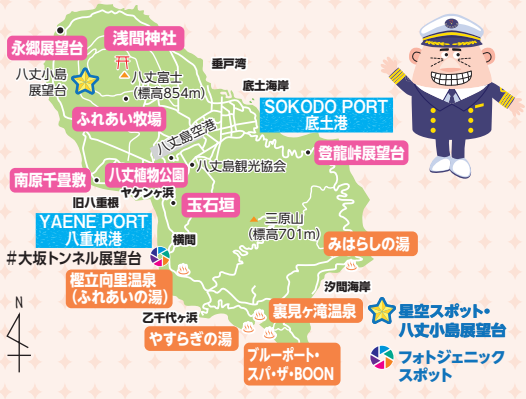 永郷展望台
浅間神社
八丈小島
展望台
八丈富士
(標高854m)
垂戸湾
底土海岸
SOKODO PORT
底土港
ふれあい牧場
八丈島空港
登龍峠展望台
八丈島観光協会
南原千畳敷
八丈植物公園
ヤケンヶ浜
旧八重根
玉石垣
YAENE PORT
八重根港
三原山
(標高701m)
#大坂トンネル展望台
横間
みはらしの湯
樫立向里温泉
(ふれあいの湯)
汐間海岸
裏見ヶ滝温泉
乙千代ヶ浜
やすらぎの湯
ブルーポート・
スパ・ザ・BOON
N
星空スポット・
八丈小島展望台
フォトジェニック
スポット